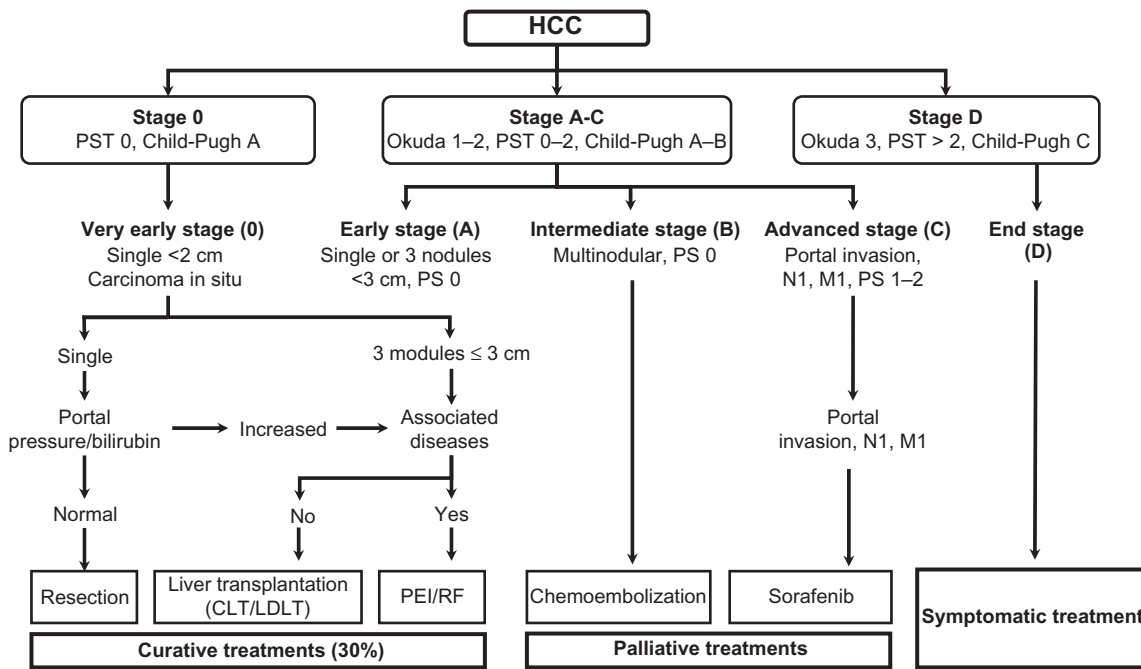 HCC
Stage 0
PST 0, Child-Pugh A
Stage A-C
Okuda 1–2, PST 0–2, Child-Pugh A–B
Stage D
Okuda 3, PST > 2, Child-Pugh C
Very early stage (0)
Single <2 cm
Carcinoma in situ
Early stage (A)
Single or 3 nodules
<3 cm, PS 0
Intermediate stage (B)
Multinodular, PS 0
Advanced stage (C)
Portal invasion,
N1, M1, PS 1–2
End stage
(D)
Single
3 modules ≤ 3 cm
Portal
pressure/bilirubin
Increased
Associated
diseases
Portal
invasion, N1, M1
Normal
No
Yes
Resection
Liver transplantation
(CLT/LDLT)
PEI/RF
Chemoembolization
Sorafenib
Symptomatic treatment
Curative treatments (30%)
Palliative treatments